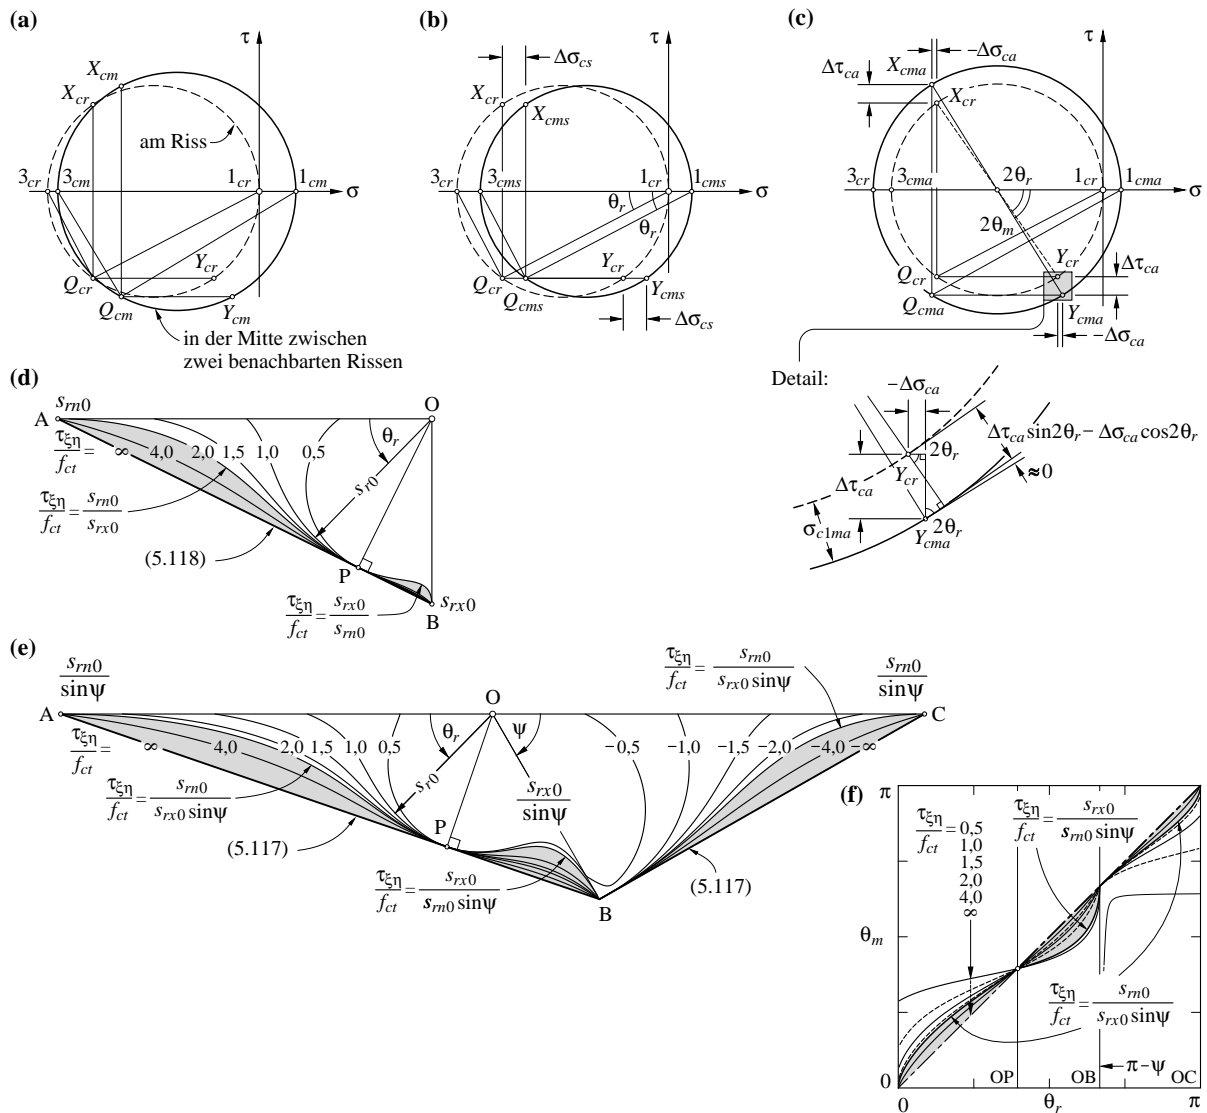 (a)
τ
X_cm
X_cr
am Riss
3_cr
3_cm
1_cr
1_cm
σ
Q_cr
Y_cr
Q_cm
Y_cm
in der Mitte zwischen
zwei benachbarten Rissen
(b)
τ
Δσ_cs
X_cr
X_cms
3_cr
3_cms
1_cr
1_cms
θ_r
θ_r
Q_cr
Y_cr
Q_cms
Y_cms
Δσ_cs
(c)
τ
−Δσ_ca
X_cma
Δτ_ca
X_cr
3_cr
3_cma
2θ_r
1_cr
1_cma
σ
2θ_m
Q_cr
Y_cr
Δτ_ca
Q_cma
Y_cma
−Δσ_ca
Detail:
−Δσ_ca
Δτ_ca sin2θ_r − Δσ_ca cos2θ_r
2θ_r
Y_cr
≈0
Δτ_ca
σ_c1ma
2θ_r
Y_cma
(d)
s_rn0
A
O
θ_r
τ_ξη/f_ct = ∞ 4,0 2,0 1,5 1,0 0,5
s_r0
τ_ξη/f_ct = s_rn0/s_rx0
(5.118)
P
τ_ξη/f_ct = s_rx0/s_rn0
s_rx0
B
(e)
s_rn0/sinψ
τ_ξη/f_ct = s_rn0/(s_rx0 sinψ)
s_rn0/sinψ
A
O
C
θ_r
ψ
τ_ξη/f_ct = ∞ 4,0 2,0 1,5 1,0 0,5 −0,5 −1,0 −1,5 −2,0 −4,0 −∞
s_r0
s_rx0/sinψ
τ_ξη/f_ct = s_rn0/(s_rx0 sinψ)
P
(5.117)
τ_ξη/f_ct = s_rx0/(s_rn0 sinψ)
(5.117)
B
(f)
π
τ_ξη/f_ct
0,5
1,0
1,5
2,0
4,0
∞
τ_ξη/f_ct = s_rx0/(s_rn0 sinψ)
θ_m
τ_ξη/f_ct = s_rn0/(s_rx0 sinψ)
π−ψ
OP
OB
OC
0
0
θ_r
π